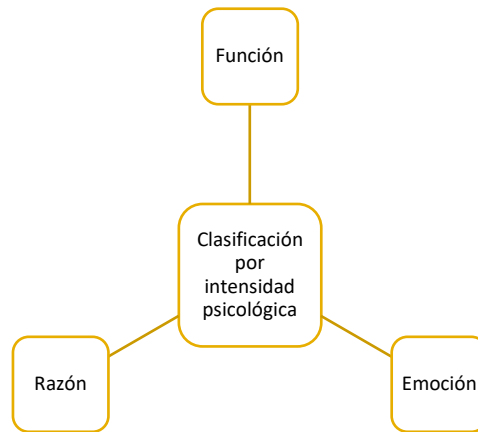 Función
Clasificación
por
intensidad
psicológica
Razón
Emoción